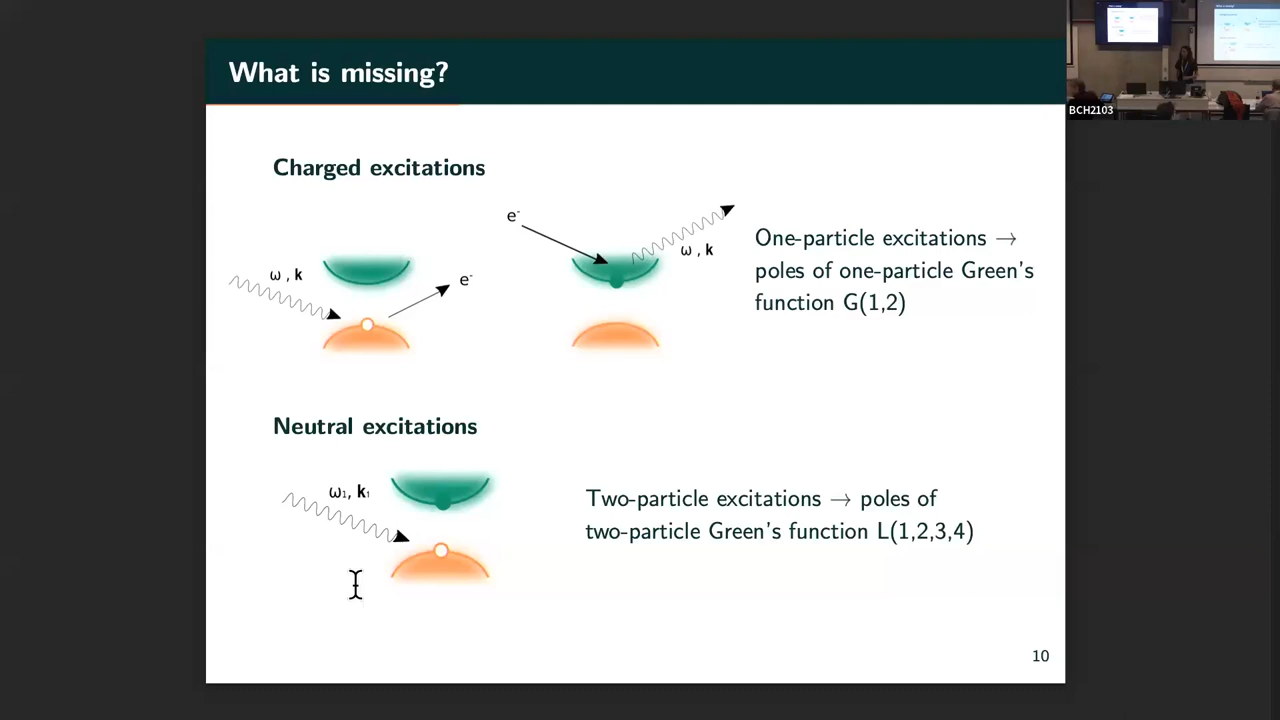 What is missing?
BCH2103
Charged excitations
ω , k
e-
e-
ω , k
One-particle excitations →
poles of one-particle Green's
function G(1,2)
Neutral excitations
ω₁, k₁
Two-particle excitations → poles of
two-particle Green's function L(1,2,3,4)
10